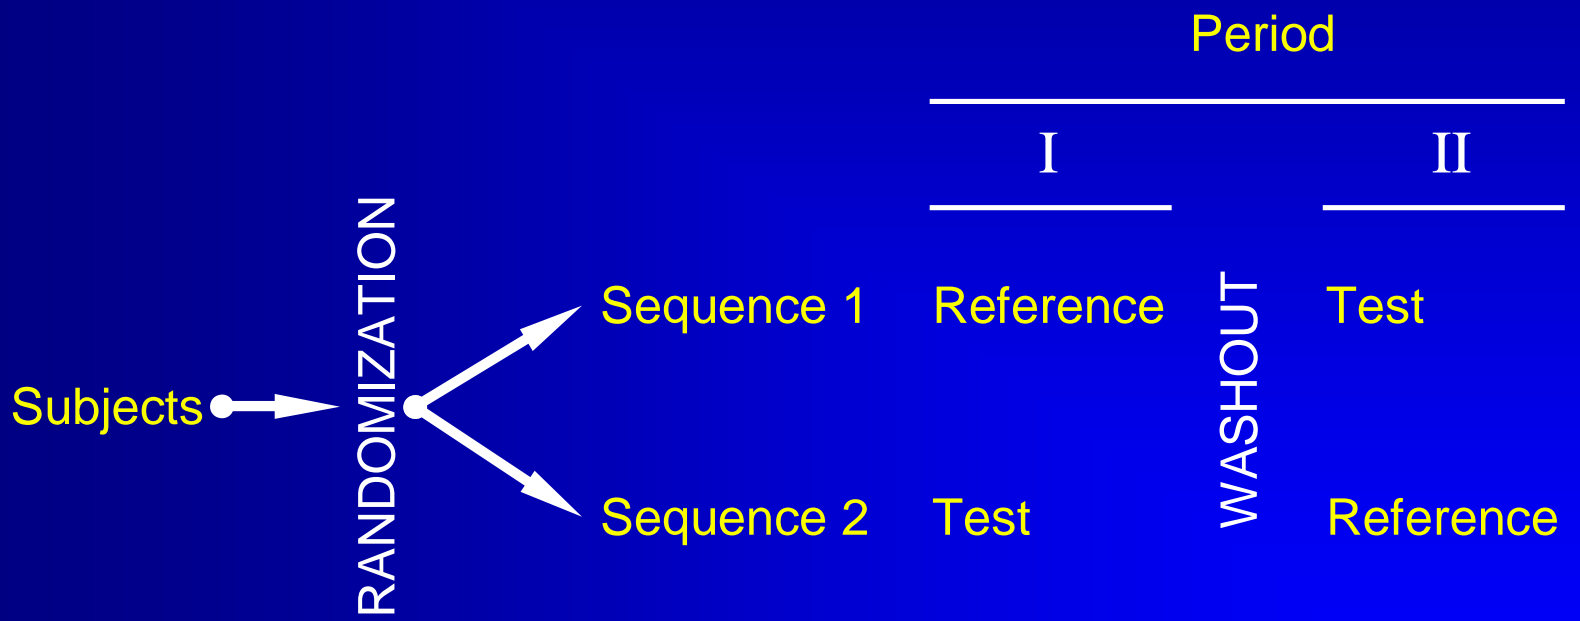 Period
I II
RANDOMIZATION
Subjects
Sequence 1 Reference Test
WASHOUT
Sequence 2 Test Reference